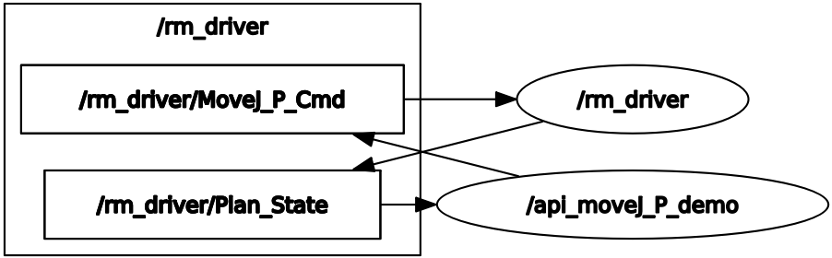 /rm_driver
/rm_driver/MoveJ_P_Cmd
/rm_driver
/rm_driver/Plan_State
/api_moveJ_P_demo